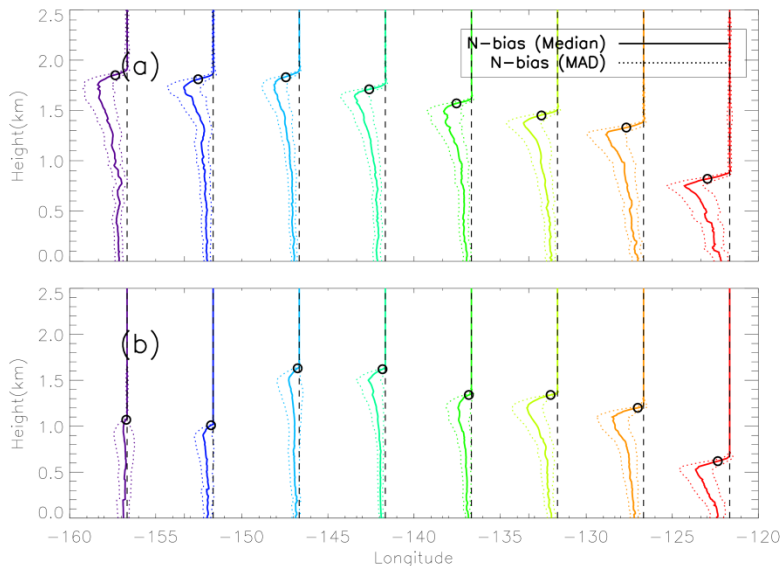 2.5
2.0
1.5
1.0
0.5
0.0
Height(km)
(a)
N-bias (Median)
N-bias (MAD)
2.5
2.0
1.5
1.0
0.5
0.0
Height(km)
(b)
−160 −155 −150 −145 −140 −135 −130 −125 −120
Longitude